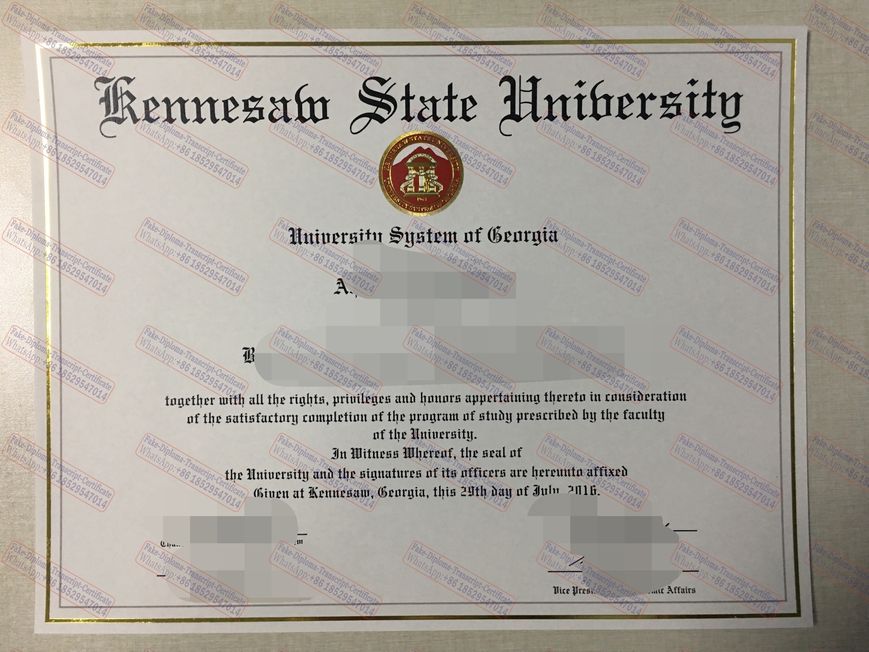 Kennesaw State University
University System of Georgia
A.
B
together with all the rights, privileges and honors appertaining thereto in consideration
of the satisfactory completion of the program of study prescribed by the faculty
of the University.
In Witness Whereof, the seal of
the University and the signatures of its officers are hereunto affixed
Given at Kennesaw, Georgia, this 29th day of July 2016.
Vice Affairs
Fake-Diploma-Transcript-Certificate
WhatsApp:+86 18529547014